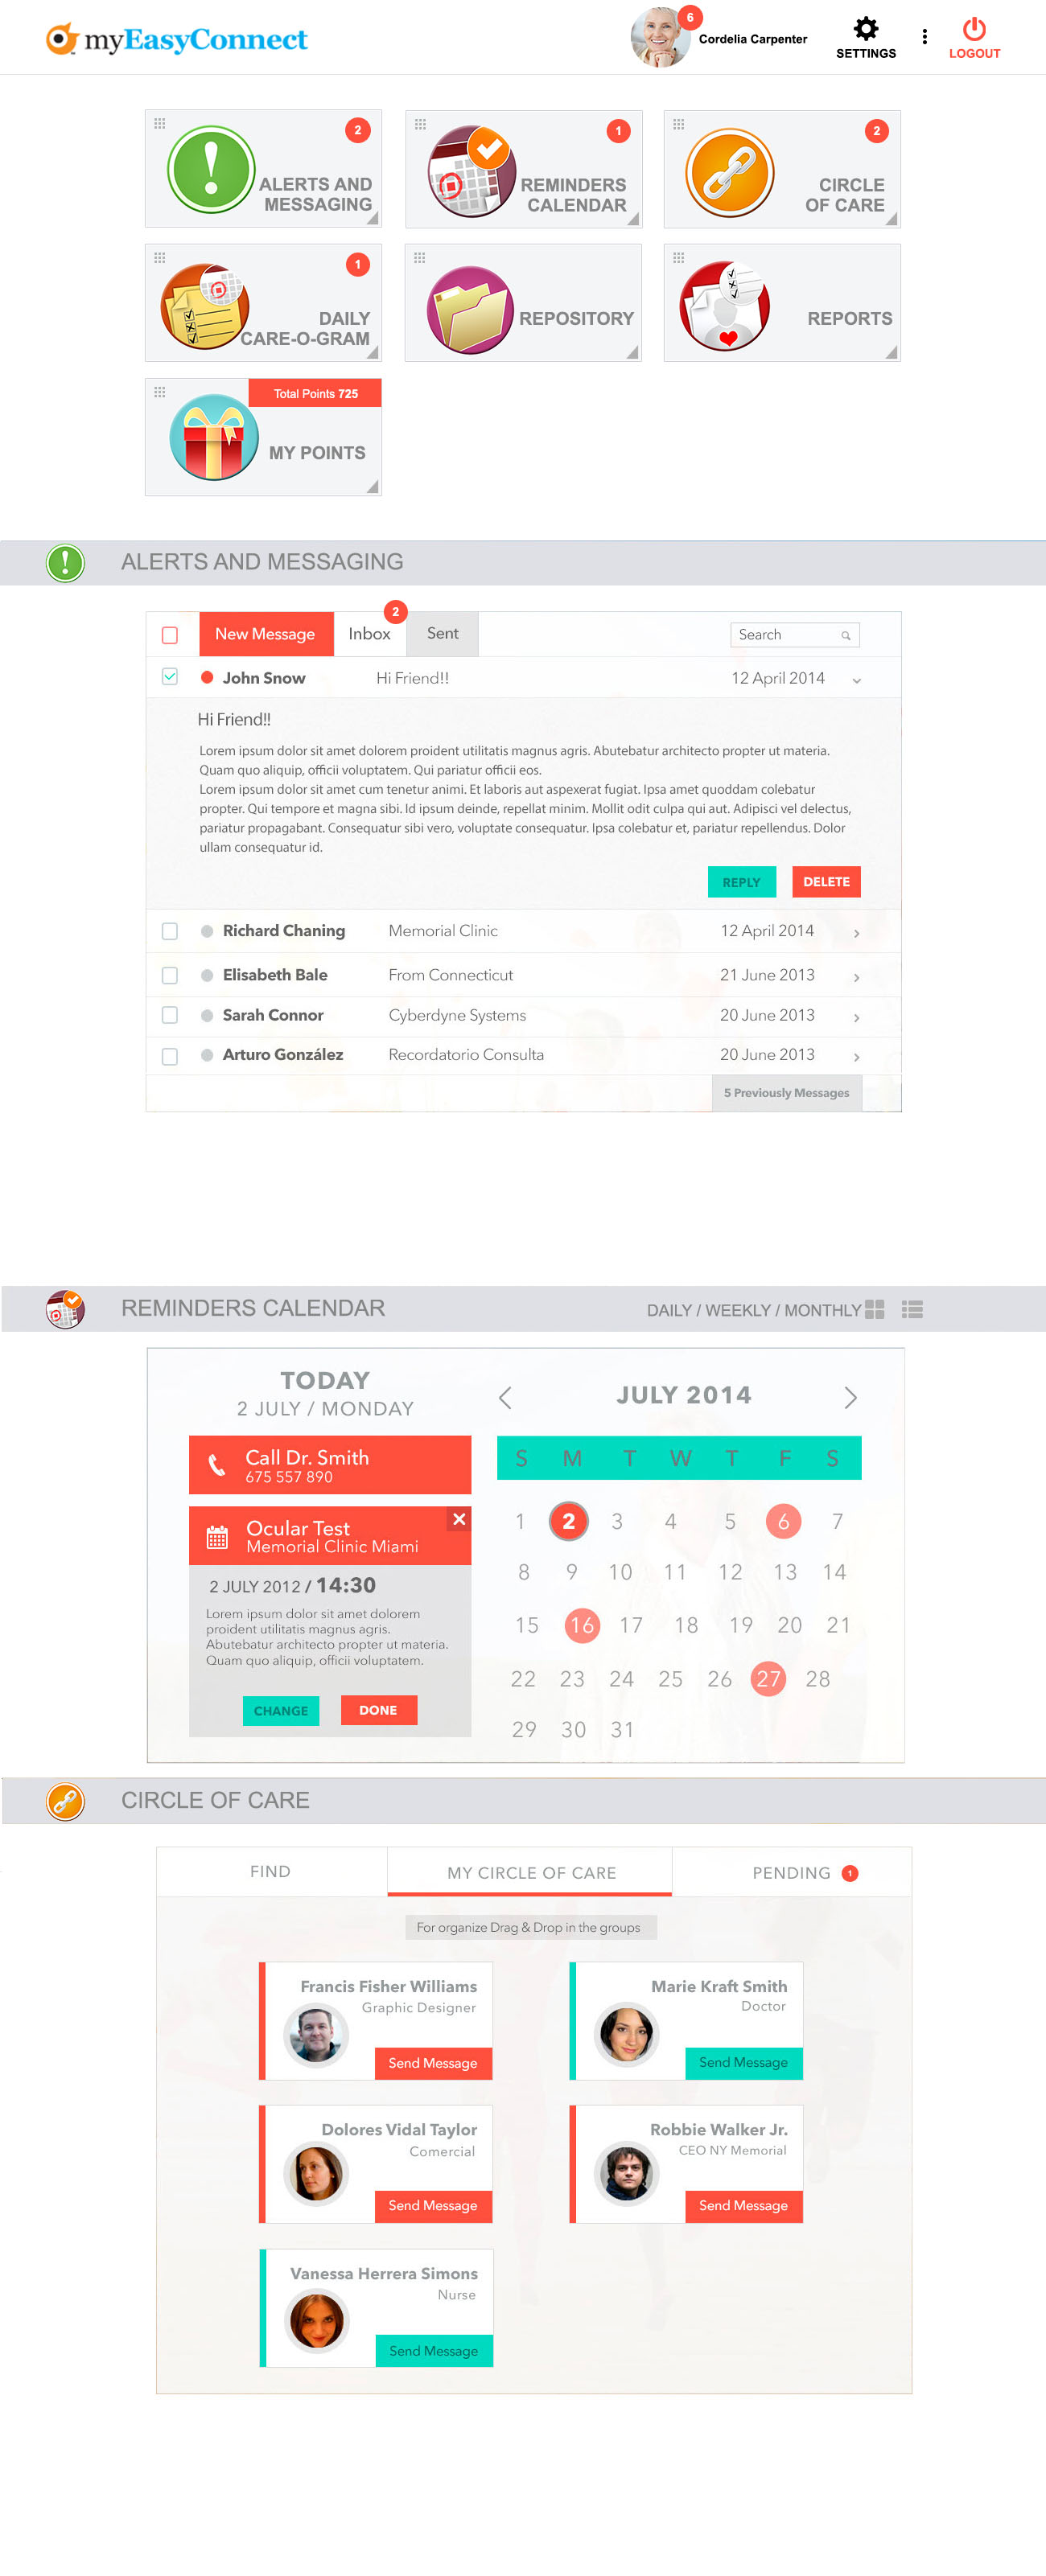 myEasyConnect
6
Cordelia Carpenter
SETTINGS
LOGOUT
2
ALERTS AND
MESSAGING
1
REMINDERS
CALENDAR
2
CIRCLE
OF CARE
1
DAILY
CARE-O-GRAM
REPOSITORY
REPORTS
Total Points 725
MY POINTS
ALERTS AND MESSAGING
New Message
Inbox
2
Sent
Search
John Snow Hi Friend!! 12 April 2014
Hi Friend!!
Lorem ipsum dolor sit amet dolorem proident utilitatis magnus agris. Abutebatur architecto propter ut materia.
Quam quo aliquip, officii voluptatem. Qui pariatur officii eos.
Lorem ipsum dolor sit amet cum tenetur animi. Et laboris aut aspexerat fugiat. Ipsa amet quoddam colebatur
propter. Qui tempore et magna sibi. Id ipsum deinde, repellat minim. Mollit odit culpa qui aut. Adipisci vel delectus,
pariatur propagabant. Consequatur sibi vero, voluptate consequatur. Ipsa colebatur et, pariatur repellendus. Dolor
ullam consequatur id.
REPLY DELETE
Richard Chaning Memorial Clinic 12 April 2014
Elisabeth Bale From Connecticut 21 June 2013
Sarah Connor Cyberdyne Systems 20 June 2013
Arturo González Recordatorio Consulta 20 June 2013
5 Previously Messages
REMINDERS CALENDAR DAILY / WEEKLY / MONTHLY
TODAY
2 JULY / MONDAY
Call Dr. Smith
675 557 890
Ocular Test
Memorial Clinic Miami
2 JULY 2012 / 14:30
Lorem ipsum dolor sit amet dolorem
proident utilitatis magnus agris.
Abutebatur architecto propter ut materia.
Quam quo aliquip, officii voluptatem.
CHANGE DONE
JULY 2014
S M T W T F S
1 2 3 4 5 6 7
8 9 10 11 12 13 14
15 16 17 18 19 20 21
22 23 24 25 26 27 28
29 30 31
CIRCLE OF CARE
FIND MY CIRCLE OF CARE PENDING 1
For organize Drag & Drop in the groups
Francis Fisher Williams
Graphic Designer
Send Message
Marie Kraft Smith
Doctor
Send Message
Dolores Vidal Taylor
Comercial
Send Message
Robbie Walker Jr.
CEO NY Memorial
Send Message
Vanessa Herrera Simons
Nurse
Send Message